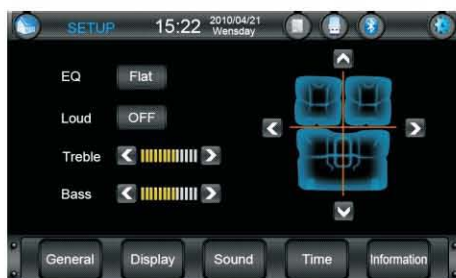 SETUP 15:22 2010/04/21
Wensday
EQ Flat
Loud OFF
Treble
Bass
General Display Sound Time Information